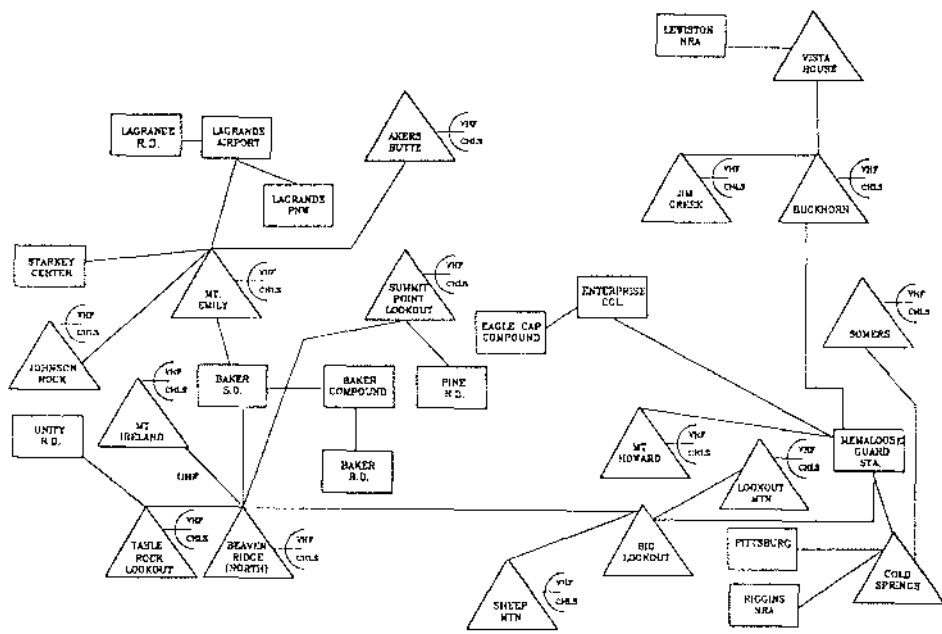 LEWISTON
NRA
VISTA
HOUSE
LAGRANDE
R.D.
LAGRANDE
AIRPORT
LAGRANDE
PNW
AKERS
BUTTE
VHF
CHLS
JIM
CREEK
VHF
CHLS
BUCKHORN
VHF
CHLS
STARKEY
CENTER
MT.
EMILY
VHF
CHLS
SUMMIT
POINT
LOOKOUT
VHF
CHLS
ENTERPRISE
EAGLE CAP
COMPOUND
SOMERS
VHF
CHLS
JOHNSON
ROCK
VHF
CHLS
MT
IRELAND
VHF
CHLS
BAKER
S.O.
BAKER
COMPOUND
PINE
R.D.
UNITY
R.D.
UHF
BAKER
R.D.
MT
HOWARD
VHF
CHLS
LOOKOUT
MTN
VHF
CHLS
GUARD
STA.
TABLE
ROCK
LOOKOUT
VHF
CHLS
BEAVER
RIDGE
(NORTH)
VHF
CHLS
BIG
LOOKOUT
PITTSBURG
COLD
SPRINGS
SHEEP
MTN
VHF
CHLS
RIGGINS
NRA